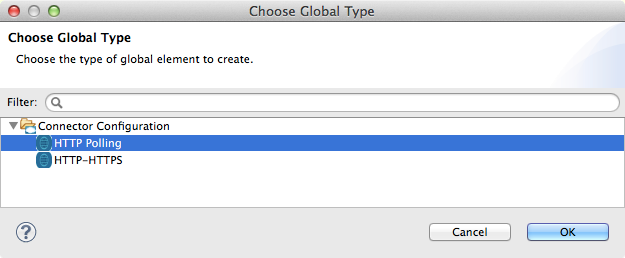 Choose Global Type
Choose Global Type
Choose the type of global element to create.
Filter:
Connector Configuration
HTTP Polling
HTTP-HTTPS
?
Cancel
OK